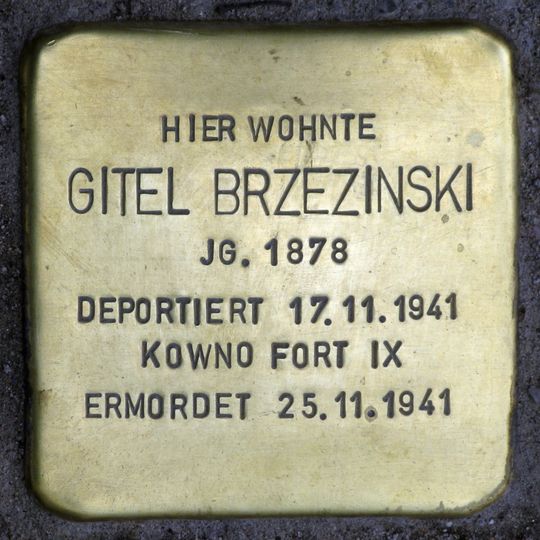 HIER WOHNTE
GITEL BRZEZINSKI
JG. 1878
DEPORTIERT 17.11.1941
KOWNO FORT IX
ERMORDET 25.11.1941